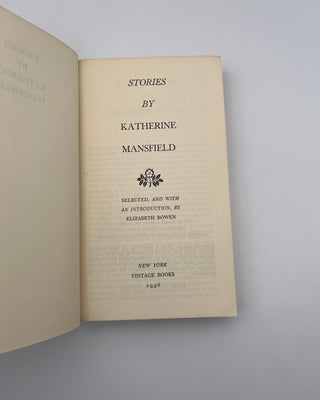 STORIES
BY
KATHERINE
MANSFIELD
SELECTED, AND WITH
AN INTRODUCTION, BY
ELIZABETH BOWEN
NEW YORK
VINTAGE BOOKS
1956